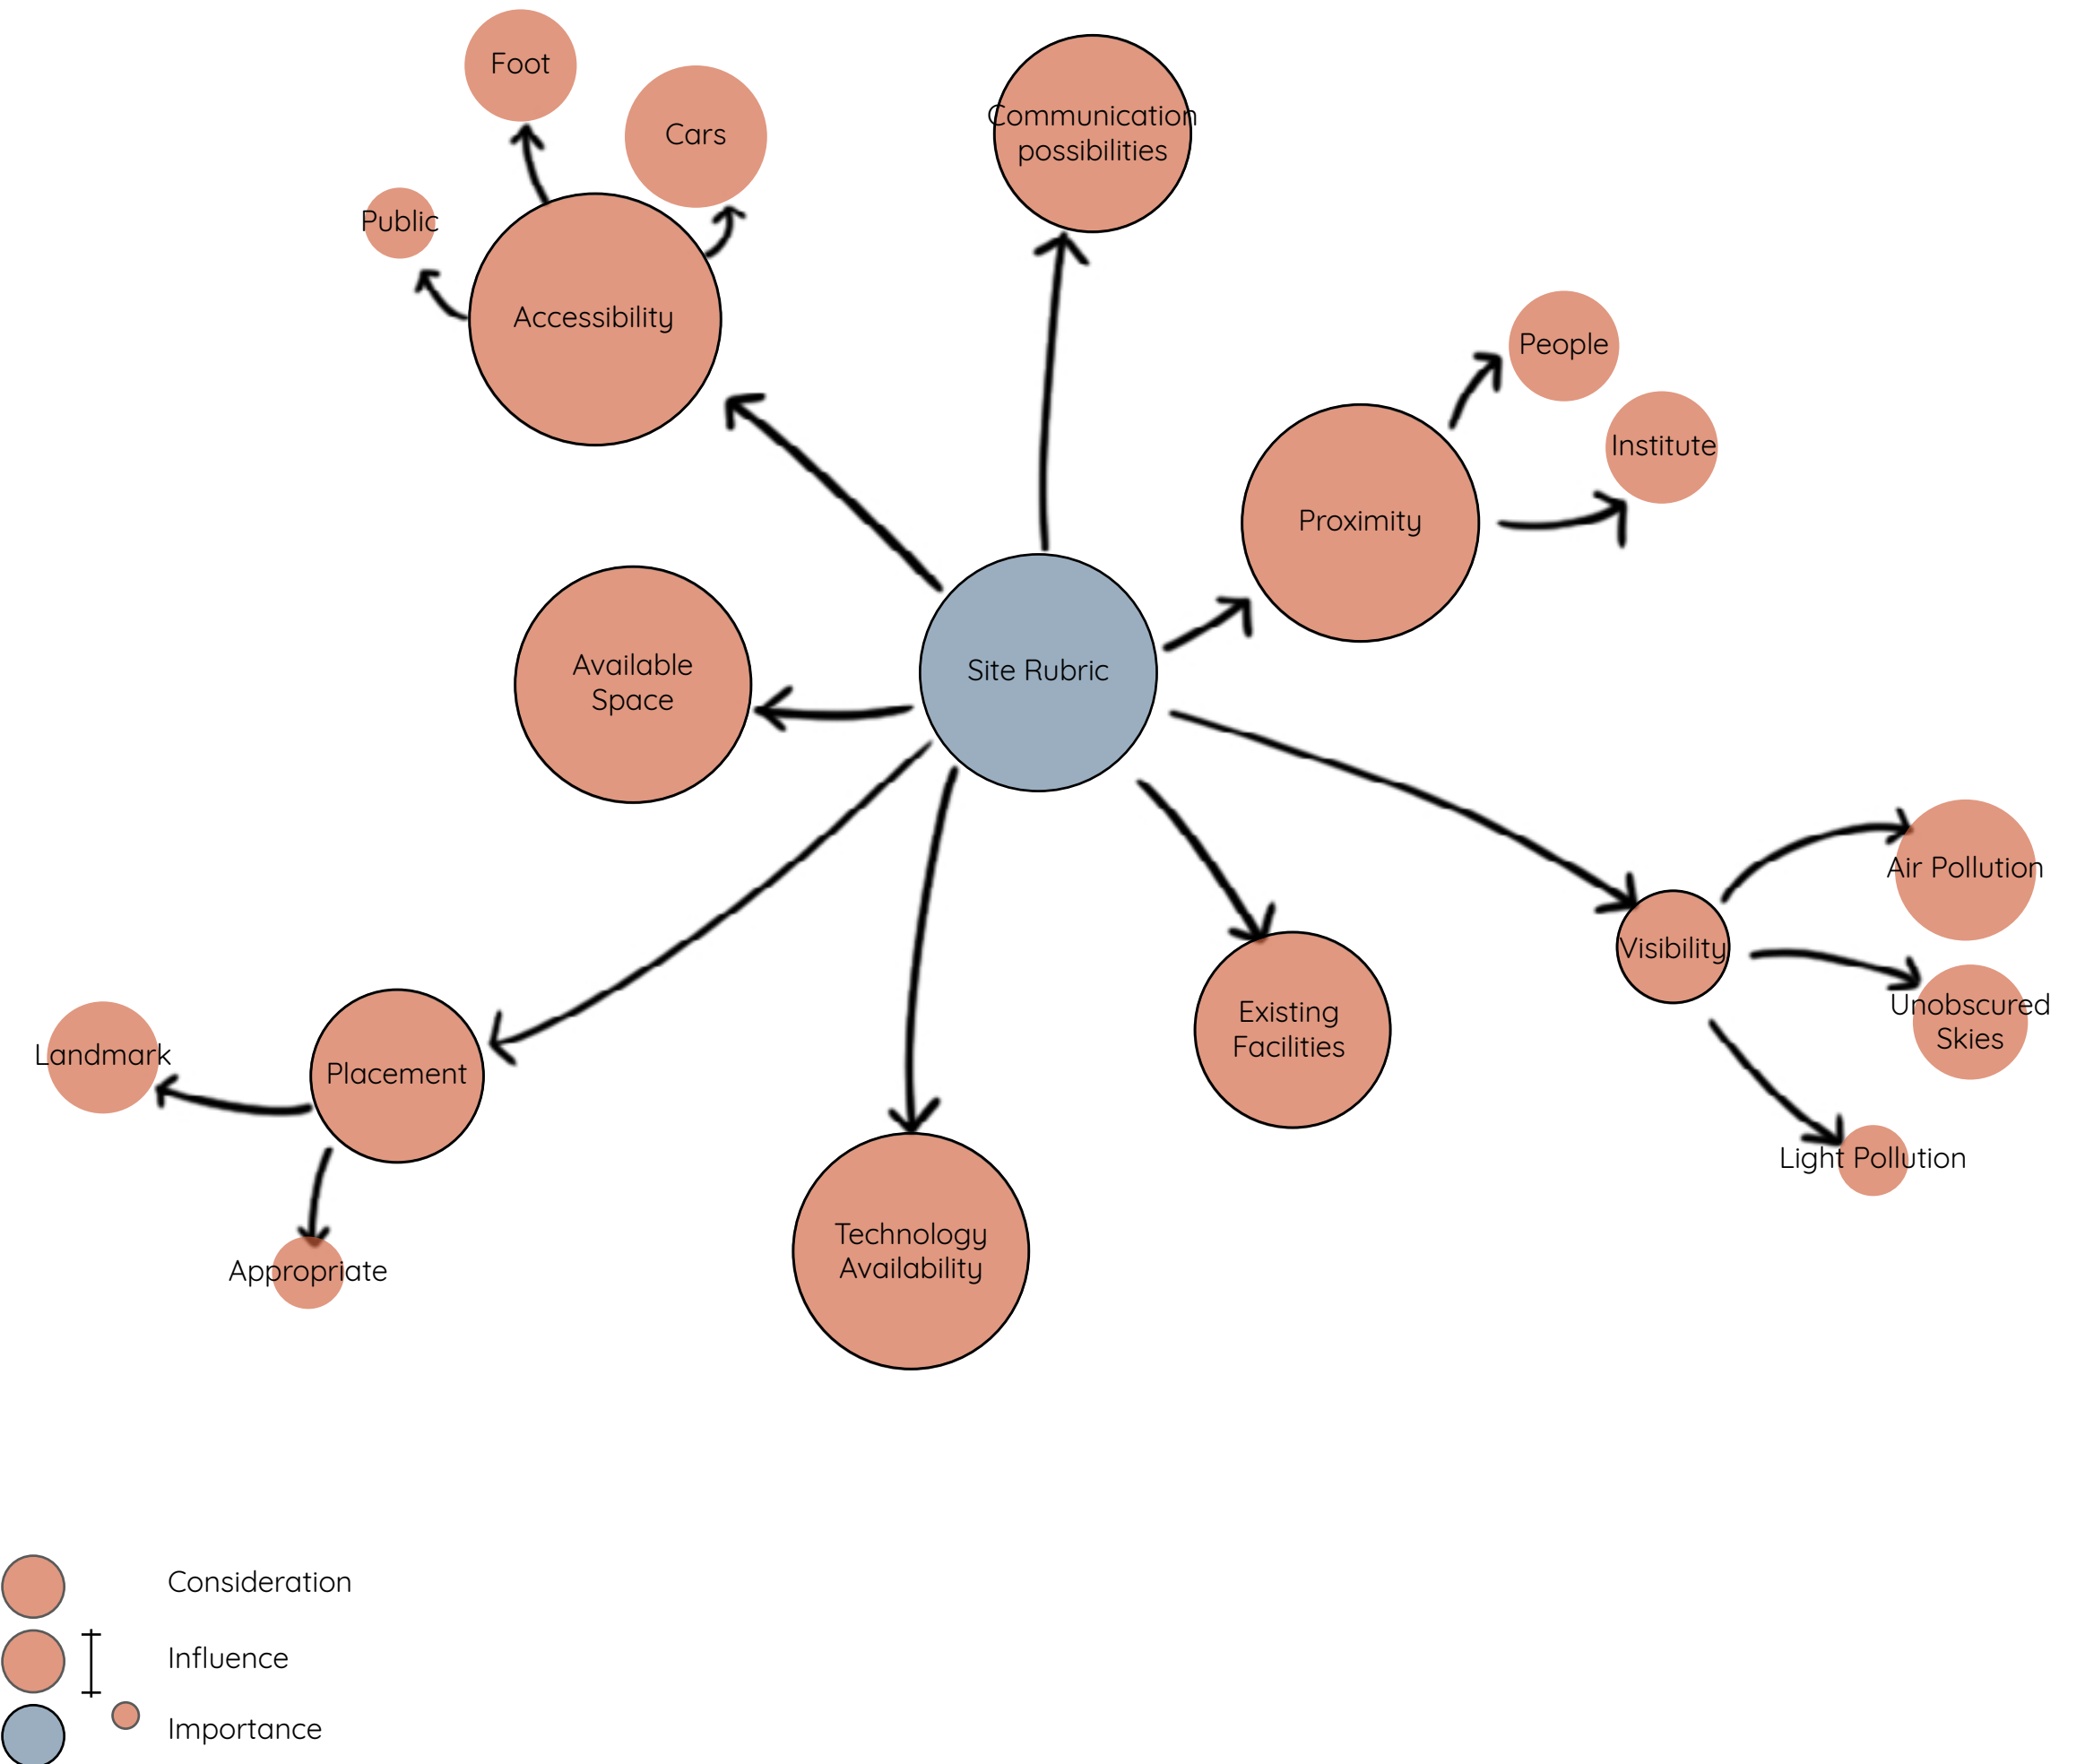 Foot
Cars
Public
Accessibility
Communication
possibilities
People
Institute
Proximity
Available
Space
Site Rubric
Air Pollution
Visibility
Unobscured
Skies
Light Pollution
Existing
Facilities
Landmark
Placement
Appropriate
Technology
Availability
Consideration
Influence
Importance